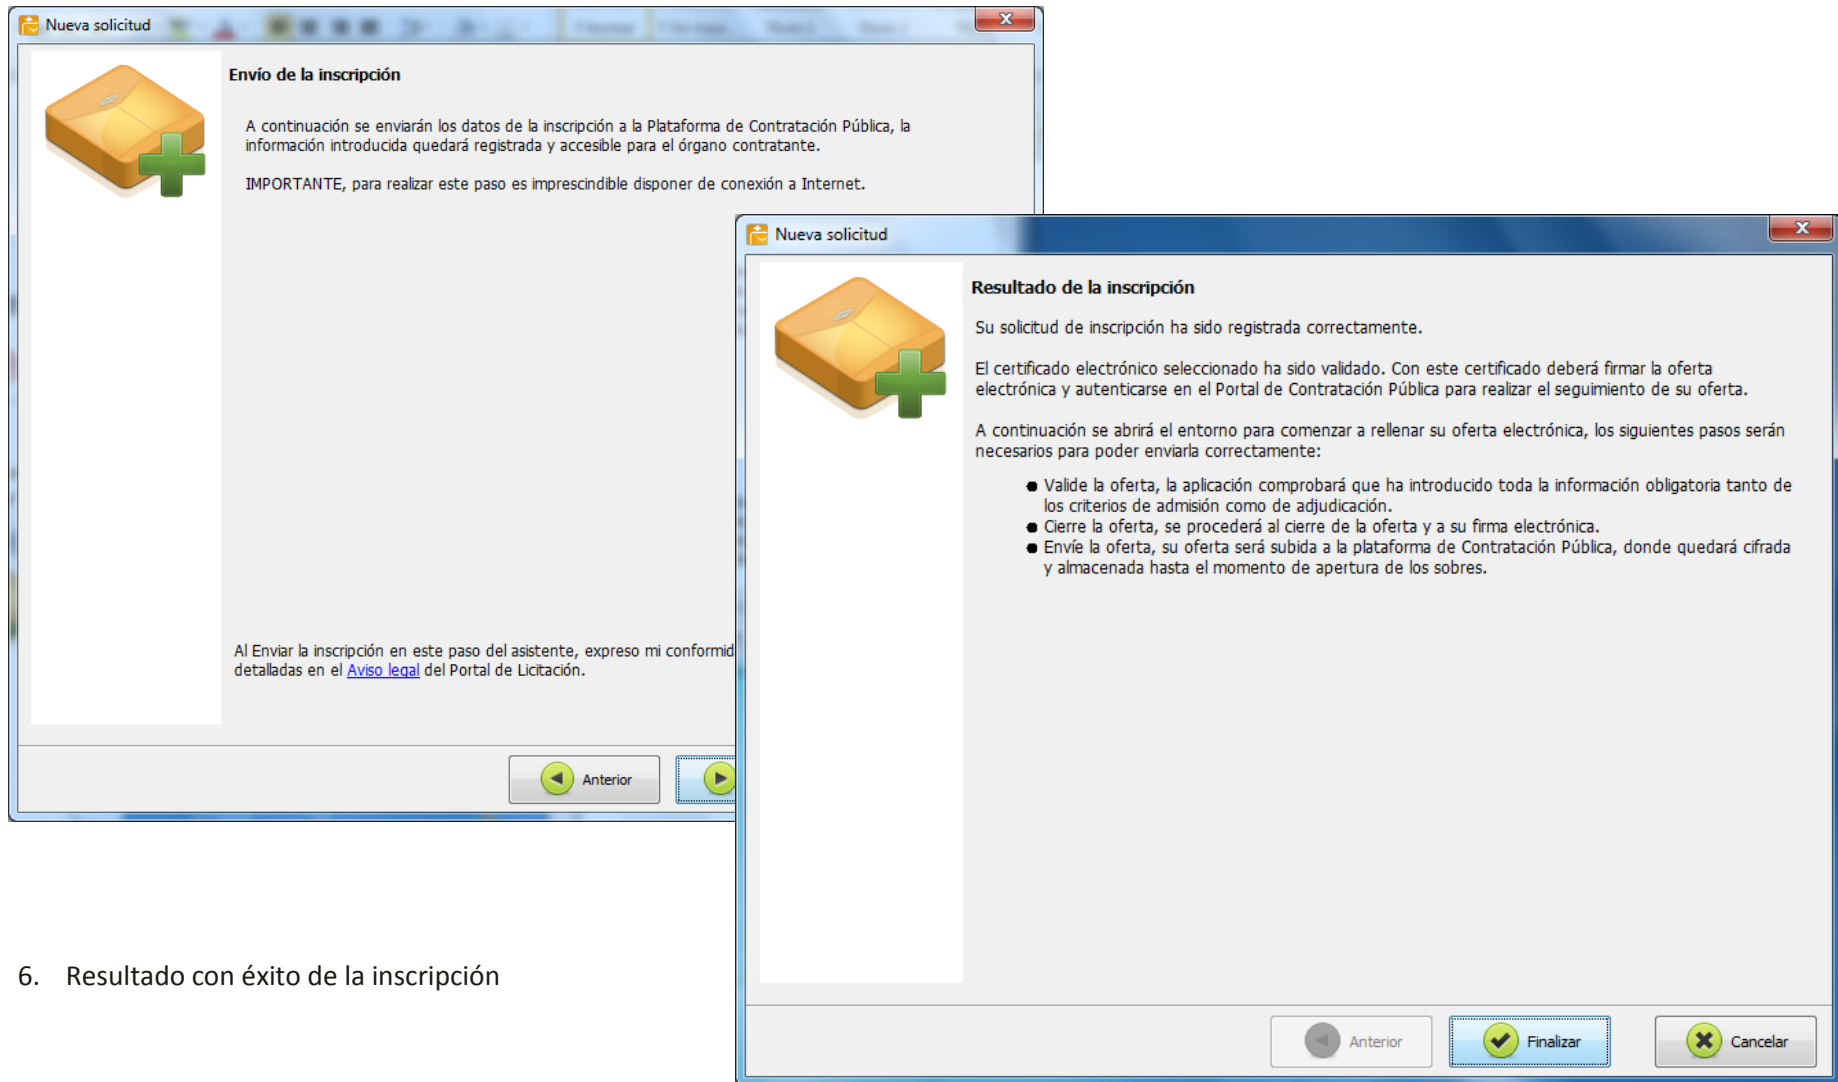 Nueva solicitud
Envío de la inscripción
A continuación se enviarán los datos de la inscripción a la Plataforma de Contratación Pública, la
información introducida quedará registrada y accesible para el órgano contratante.
IMPORTANTE, para realizar este paso es imprescindible disponer de conexión a Internet.
Al Enviar la inscripción en este paso del asistente, expreso mi
detalladas en el Aviso legal del Portal de Licitación.
Anterior
Nueva solicitud
Resultado de la inscripción
Su solicitud de inscripción ha sido registrada correctamente.
El certificado electrónico seleccionado ha sido validado. Con este certificado deberá firmar la oferta
electrónica y autenticarse en el Portal de Contratación Pública para realizar el seguimiento de su oferta.
A continuación se abrirá el entorno para comenzar a rellenar su oferta electrónica, los siguientes pasos serán
necesarios para poder enviarla correctamente:
Valide la oferta, la aplicación comprobará que ha introducido toda la información obligatoria tanto de
los criterios de admisión como de adjudicación.
Cierre la oferta, se procederá al cierre de la oferta y a su firma electrónica.
Envíe la oferta, su oferta será subida a la plataforma de Contratación Pública, donde quedará cifrada
y almacenada hasta el momento de apertura de los sobres.
Anterior
Finalizar
Cancelar
6. Resultado con éxito de la inscripción